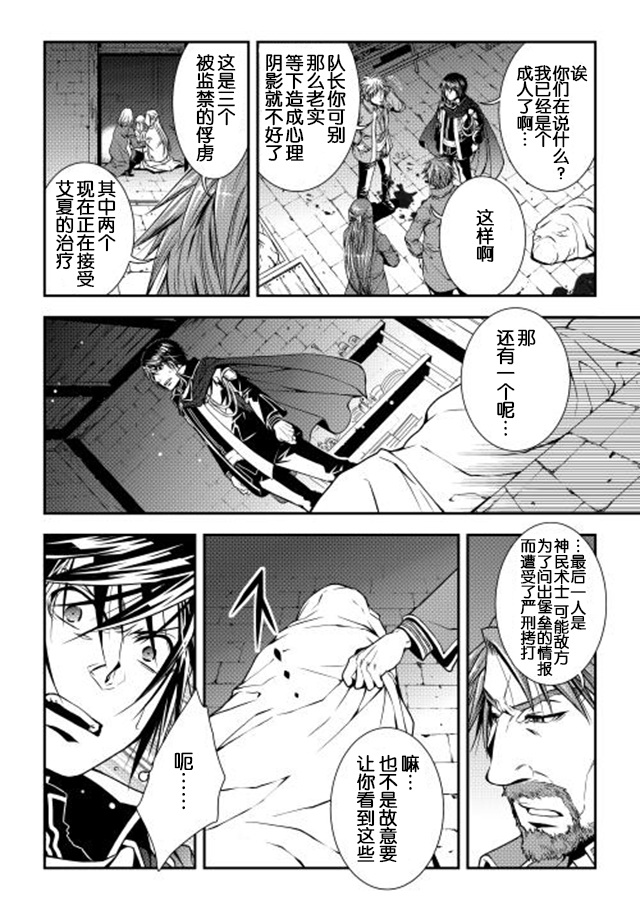 诶
你们在说什么？
我已经是个
成人了啊…
这样啊
队长你可别
那么老实
等下造成心理
阴影就不好了
这是三个
被监禁的俘虏
其中两个
现在正在接受
艾夏的治疗
那
还有一个呢…
…最后一人是
神民术士 可能敌方
为了问出堡垒的情报
而遭受了严刑拷打
嘛…
也不是故意要
让你看到这些
呃……